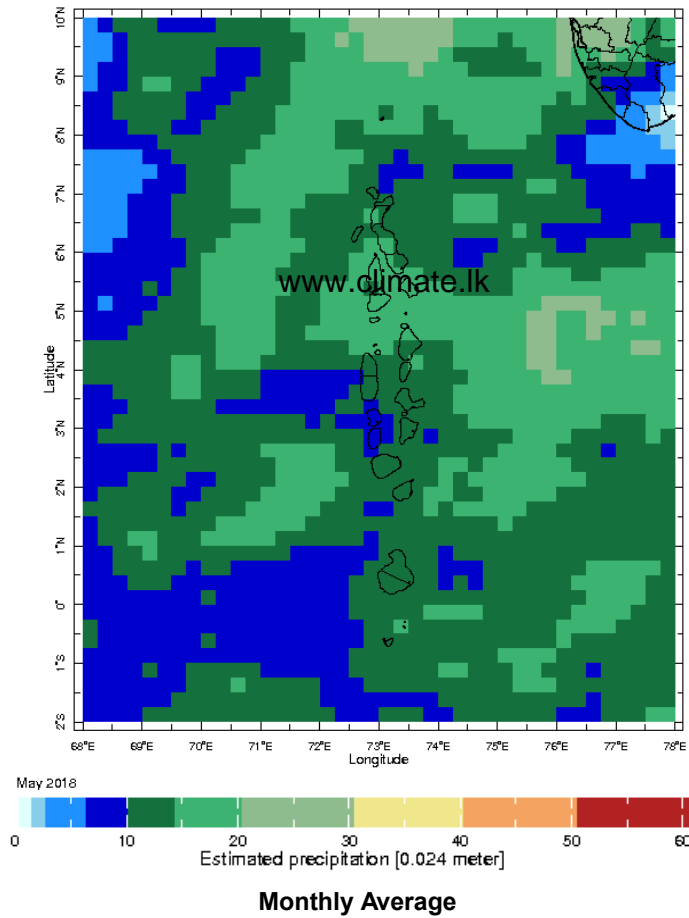 10°N
9°N
8°N
7°N
6°N
www.climate.lk
5°N
4°N
Latitude
3°N
2°N
1°N
0°
1°S
2°S
68°E 69°E 70°E 71°E 72°E 73°E 74°E 75°E 76°E 77°E 78°E
Longitude
May 2018
0 10 20 30 40 50 60
Estimated precipitation [0.024 meter]
Monthly Average